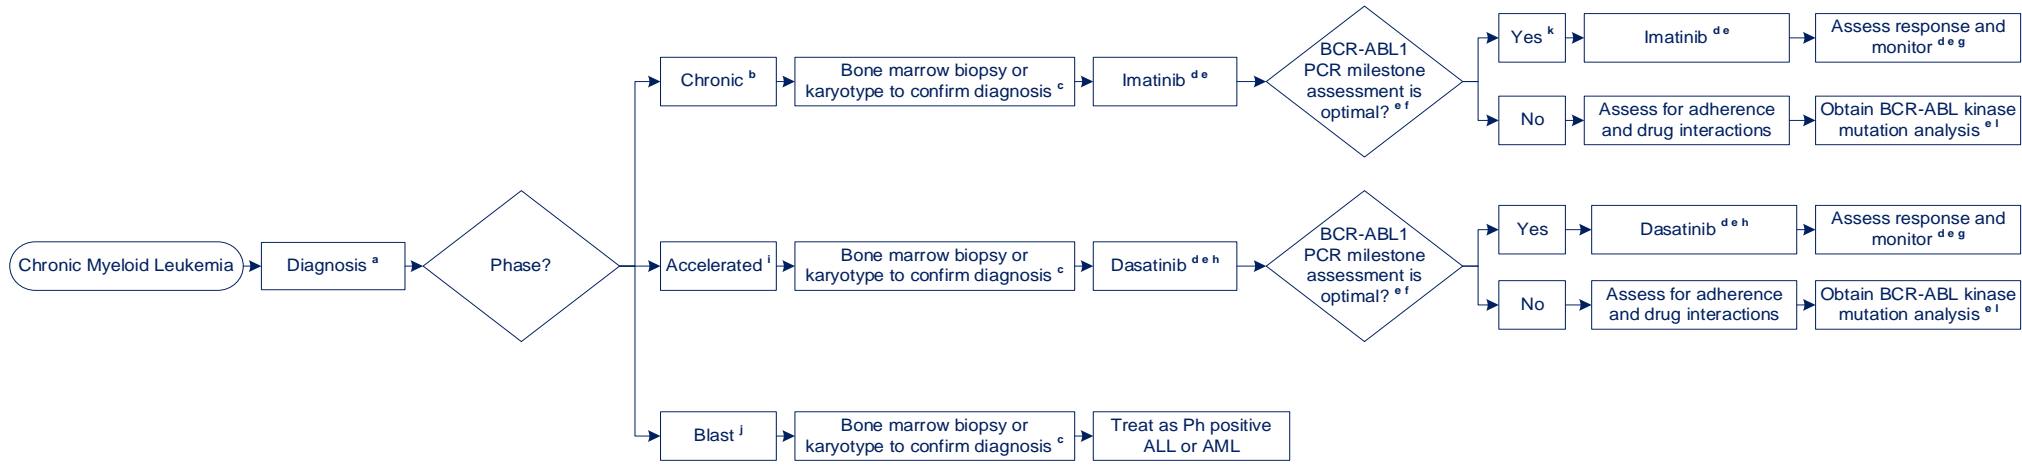 Chronic Myeloid Leukemia
Diagnosis a
Phase?
Chronic b
Bone marrow biopsy or
karyotype to confirm diagnosis c
Imatinib d e
BCR-ABL1
PCR milestone
assessment is
optimal? e f
Yes k
Imatinib d e
Assess response and
monitor d e g
No
Assess for adherence
and drug interactions
Obtain BCR-ABL kinase
mutation analysis e l
Accelerated i
Bone marrow biopsy or
karyotype to confirm diagnosis c
Dasatinib d e h
BCR-ABL1
PCR milestone
assessment is
optimal? e f
Yes
Dasatinib d e h
Assess response and
monitor d e g
No
Assess for adherence
and drug interactions
Obtain BCR-ABL kinase
mutation analysis e l
Blast j
Bone marrow biopsy or
karyotype to confirm diagnosis c
Treat as Ph positive
ALL or AML